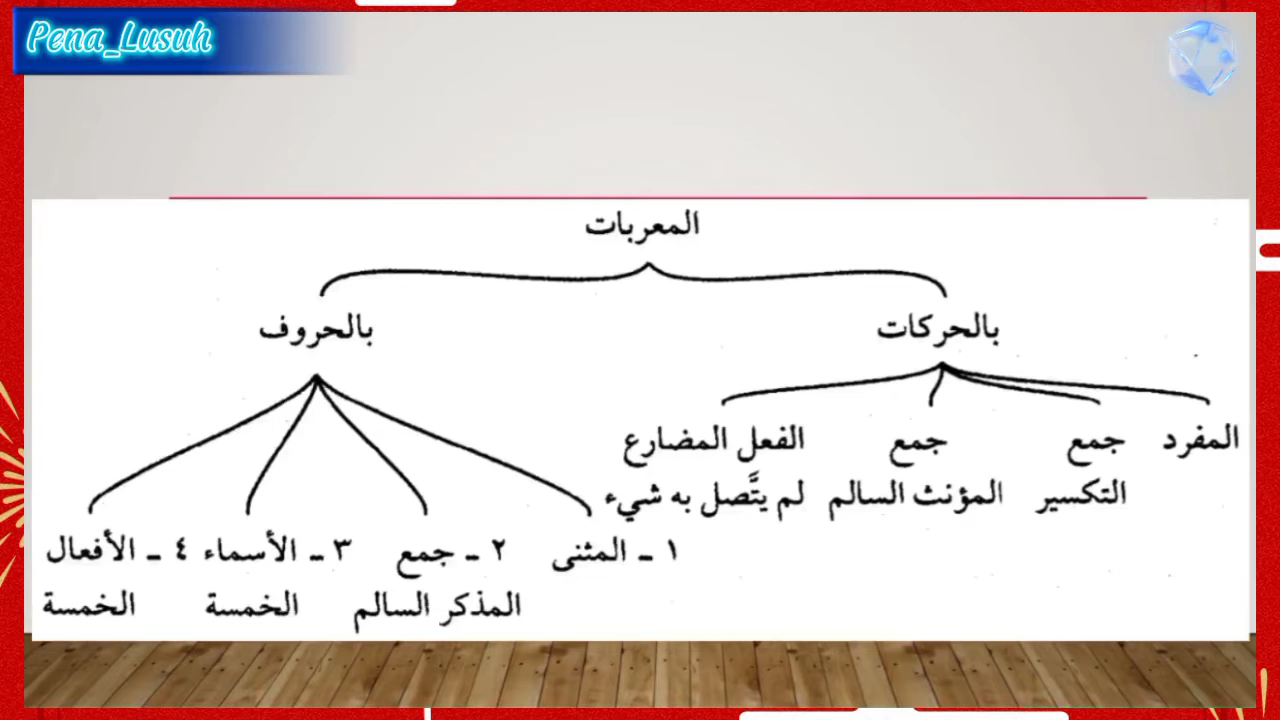 Pena_Lusuh
المعربات
بالحركات
بالحروف
المفرد
جمع
التكسير
جمع
المؤنث السالم
الفعل المضارع
لم يتَّصل به شيء
١ ـ المثنى
٢ ـ جمع
المذكر السالم
٣ ـ الأسماء
الخمسة
٤ ـ الأفعال
الخمسة